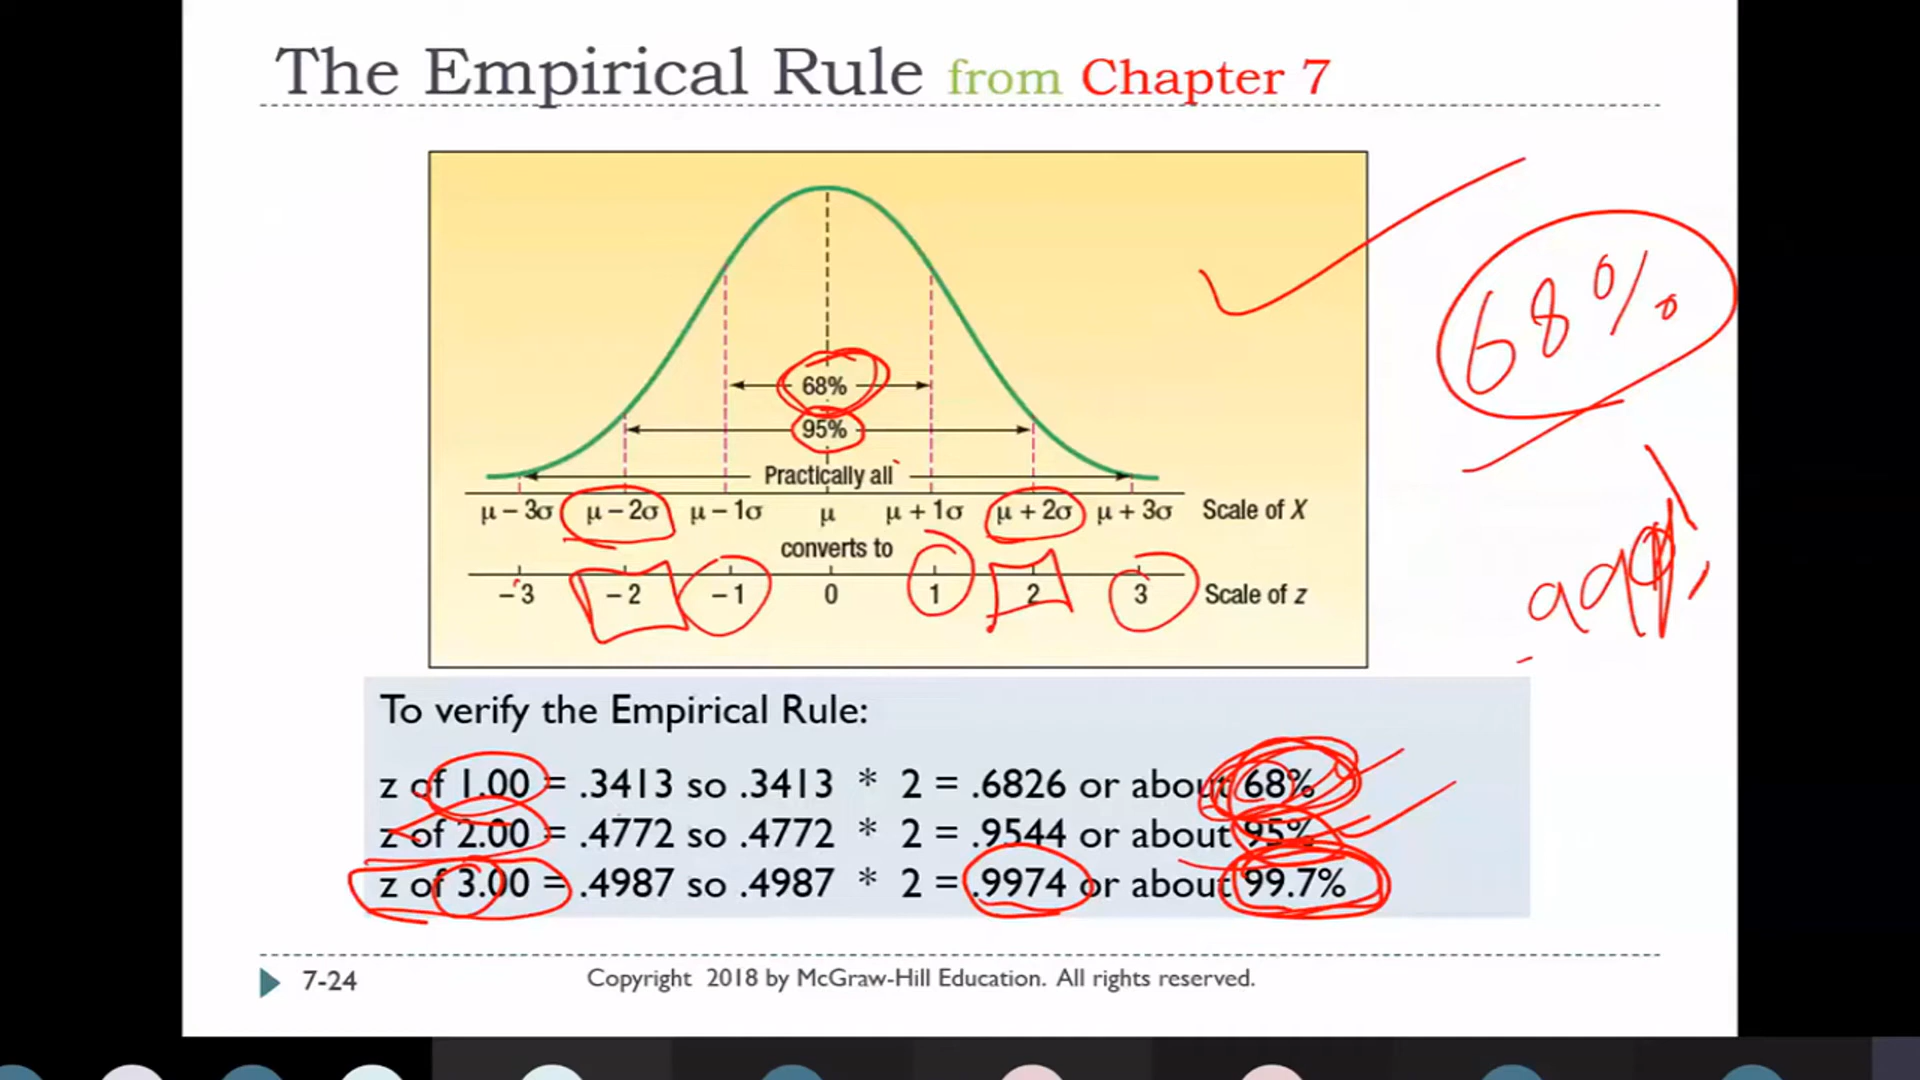 The Empirical Rule from Chapter 7
68%
68%
95%
Practically all
μ – 3σ μ – 2σ μ – 1σ μ μ + 1σ μ + 2σ μ + 3σ Scale of X
converts to
– 3 – 2 – 1 0 1 2 3 Scale of z
To verify the Empirical Rule:
z of 1.00 = .3413 so .3413 * 2 = .6826 or about 68%
z of 2.00 = .4772 so .4772 * 2 = .9544 or about 95%
z of 3.00 = .4987 so .4987 * 2 = .9974 or about 99.7%
7-24 Copyright 2018 by McGraw-Hill Education. All rights reserved.